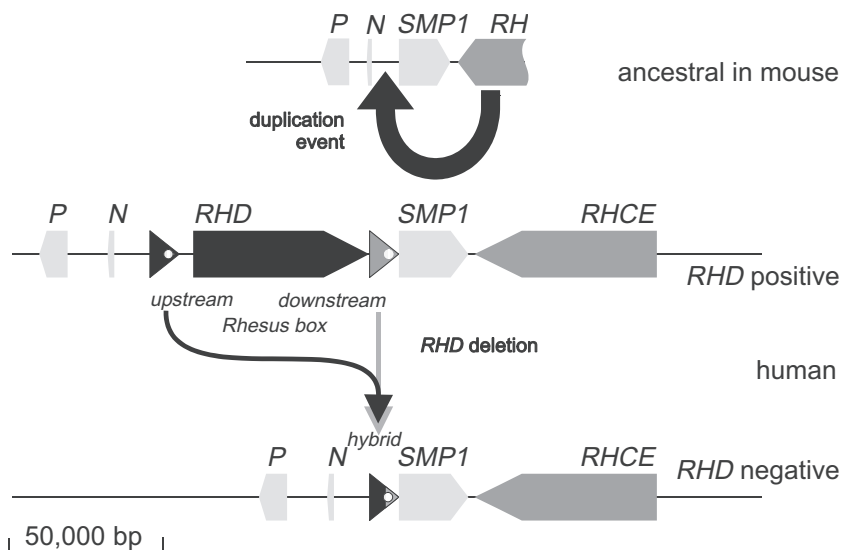 P N SMP1 RH
ancestral in mouse
duplication
event
P N RHD SMP1 RHCE
RHD positive
upstream downstream
Rhesus box
RHD deletion
human
hybrid
P N SMP1 RHCE
RHD negative
50,000 bp